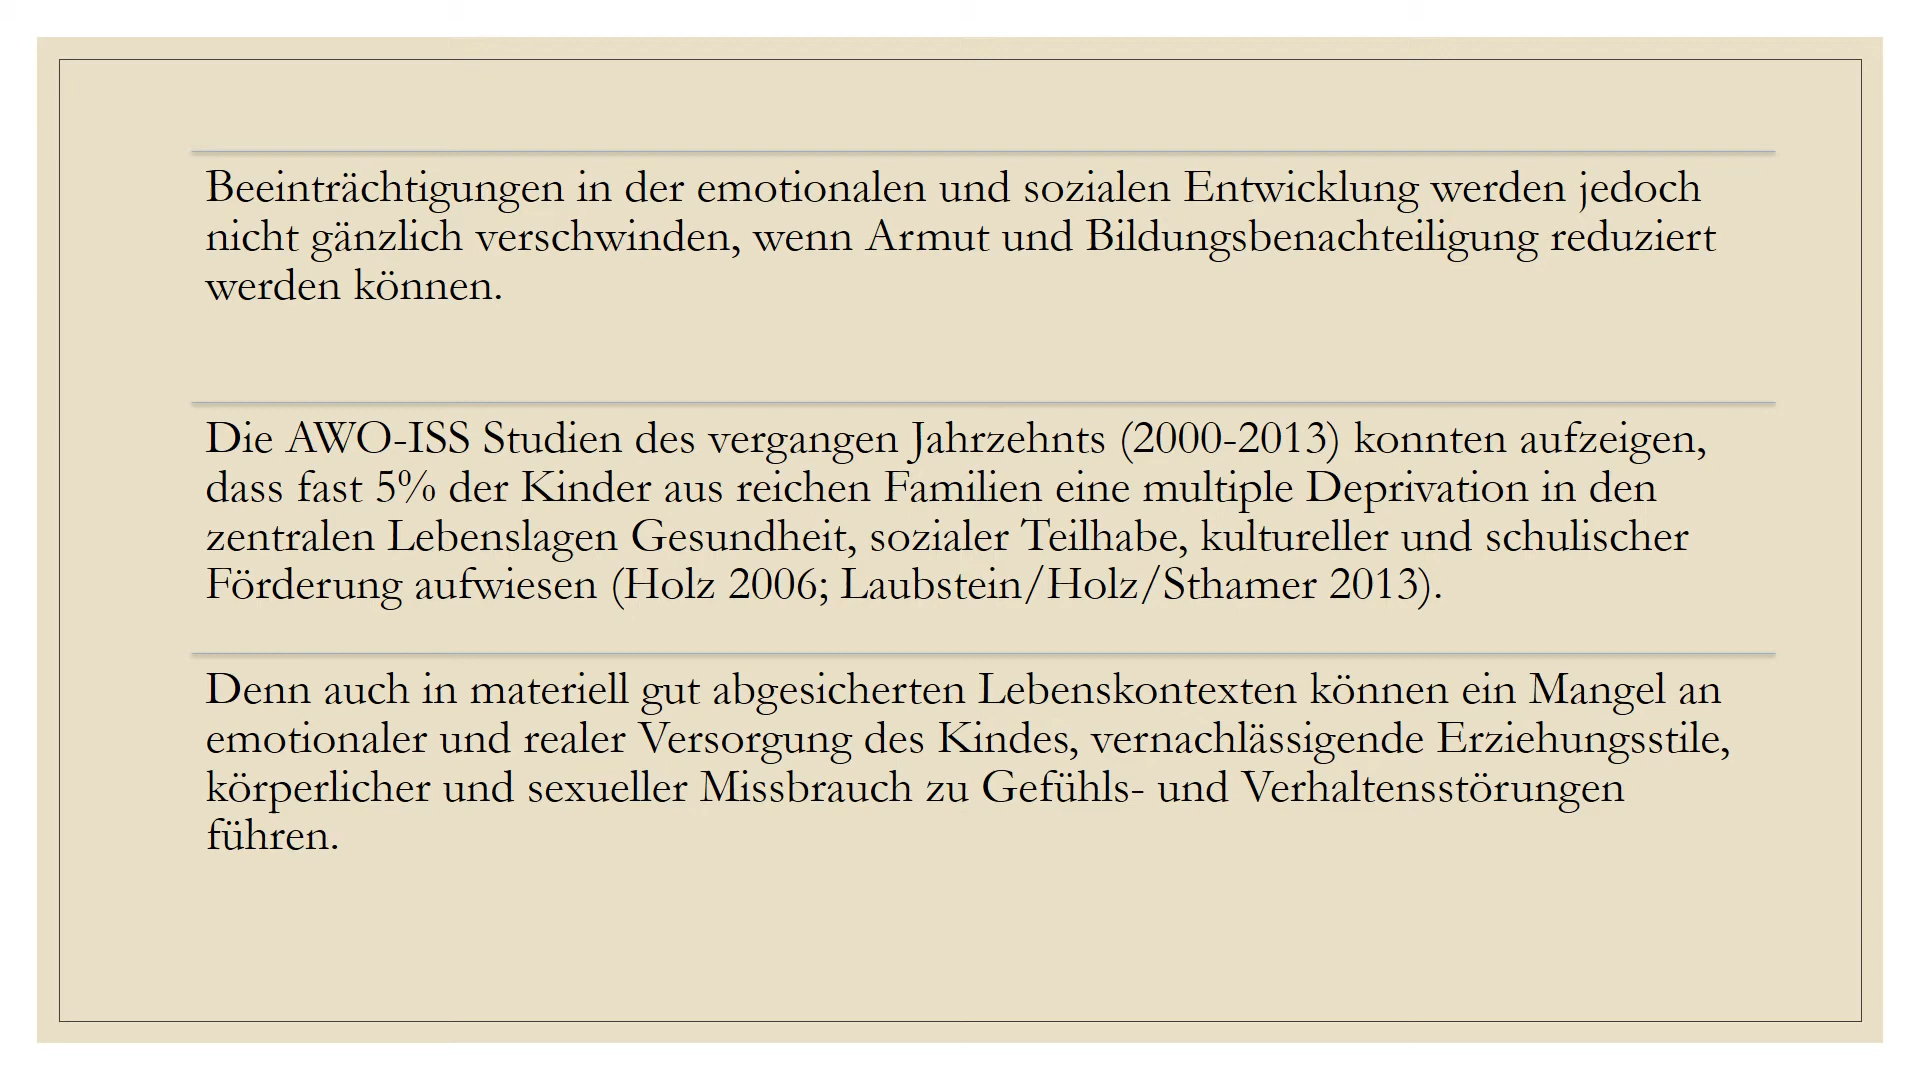 Beeinträchtigungen in der emotionalen und sozialen Entwicklung werden jedoch
nicht gänzlich verschwinden, wenn Armut und Bildungsbenachteiligung reduziert
werden können.
Die AWO-ISS Studien des vergangen Jahrzehnts (2000-2013) konnten aufzeigen,
dass fast 5% der Kinder aus reichen Familien eine multiple Deprivation in den
zentralen Lebenslagen Gesundheit, sozialer Teilhabe, kultureller und schulischer
Förderung aufwiesen (Holz 2006; Laubstein/Holz/Sthamer 2013).
Denn auch in materiell gut abgesicherten Lebenskontexten können ein Mangel an
emotionaler und realer Versorgung des Kindes, vernachlässigende Erziehungsstile,
körperlicher und sexueller Missbrauch zu Gefühls- und Verhaltensstörungen
führen.